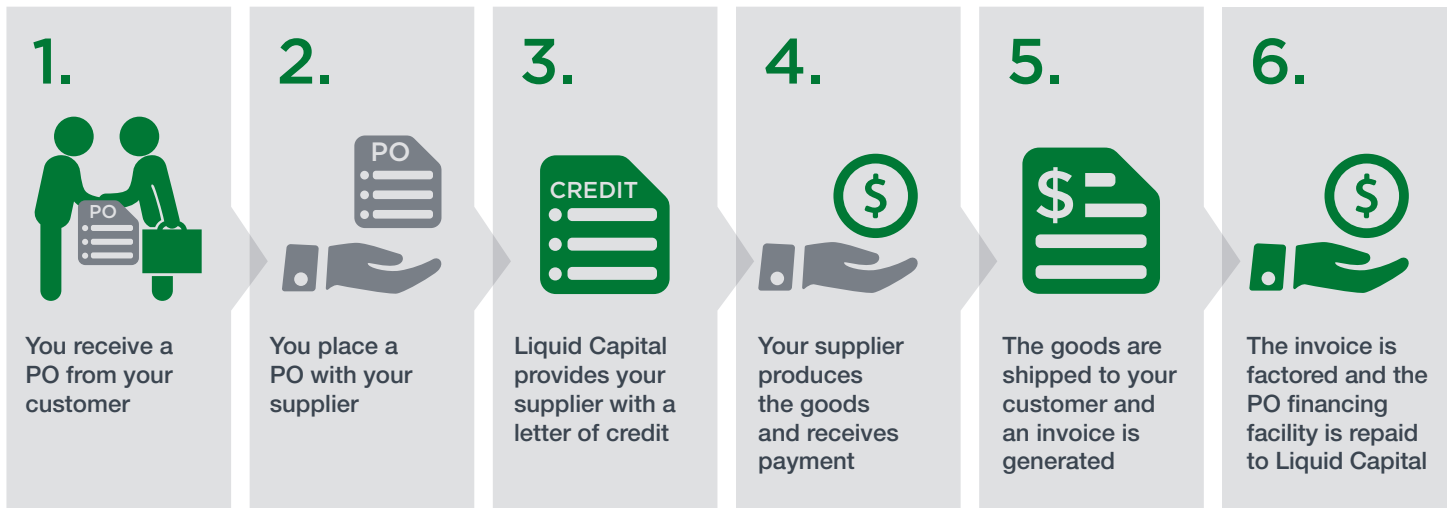 1.
PO
You receive a
PO from your
customer
2.
PO
You place a
PO with your
supplier
3.
CREDIT
Liquid Capital
provides your
supplier with a
letter of credit
4.
$
Your supplier
produces
the goods
and receives
payment
5.
$
The goods are
shipped to your
customer and
an invoice is
generated
6.
$
The invoice is
factored and the
PO financing
facility is repaid
to Liquid Capital